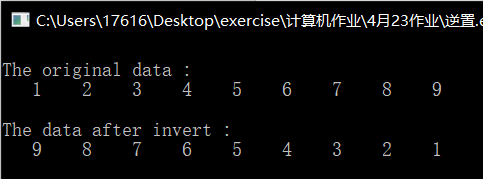 C:\Users\17616\Desktop\exercise\计算机作业\4月23作业\逆置.e
The original data :
1 2 3 4 5 6 7 8 9
The data after invert :
9 8 7 6 5 4 3 2 1